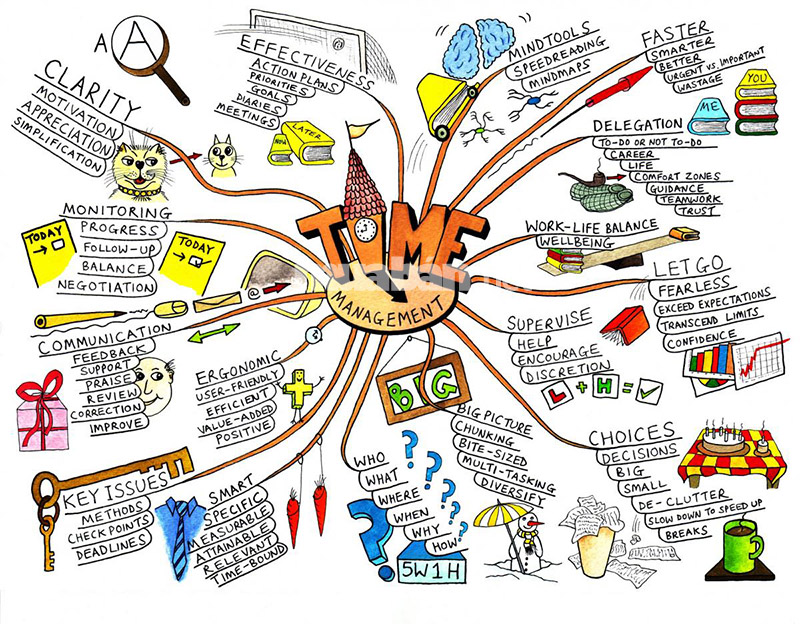 TIME
MANAGEMENT
A A
CLARITY
MOTIVATION
APPRECIATION
SIMPLIFICATION
EFFECTIVENESS
ACTION PLANS
PRIORITIES
GOALS
DIARIES
MEETINGS
@
NOW
LATER
MINDTOOLS
SPEEDREADING
MINDMAPS
FASTER
SMARTER
BETTER
URGENT VS. IMPORTANT
WASTAGE
ME
YOU
DELEGATION
TO-DO OR NOT TO-DO
CAREER
LIFE
COMFORT ZONES
GUIDANCE
TEAMWORK
TRUST
WORK-LIFE BALANCE
WELLBEING
LET GO
FEARLESS
EXCEED EXPECTATIONS
TRANSCEND LIMITS
CONFIDENCE
SUPERVISE
HELP
ENCOURAGE
DISCRETION
L + H = ✓
CHOICES
DECISIONS
BIG
SMALL
DE-CLUTTER
SLOW DOWN TO SPEED UP
BREAKS
BIG
BIG PICTURE
CHUNKING
BITE-SIZED
MULTI-TASKING
DIVERSIFY
WHO
WHAT
WHERE
WHEN
WHY
HOW
? ? ? ? ? ?
5W1H
SMART
SPECIFIC
MEASURABLE
ATTAINABLE
RELEVANT
TIME-BOUND
KEY ISSUES
METHODS
CHECK POINTS
DEADLINES
ERGONOMIC
USER-FRIENDLY
EFFICIENT
VALUE-ADDED
POSITIVE
COMMUNICATION
FEEDBACK
SUPPORT
PRAISE
REVIEW
CORRECTION
IMPROVE
@
MONITORING
PROGRESS
FOLLOW-UP
BALANCE
NEGOTIATION
TODAY
→
TODAY
→